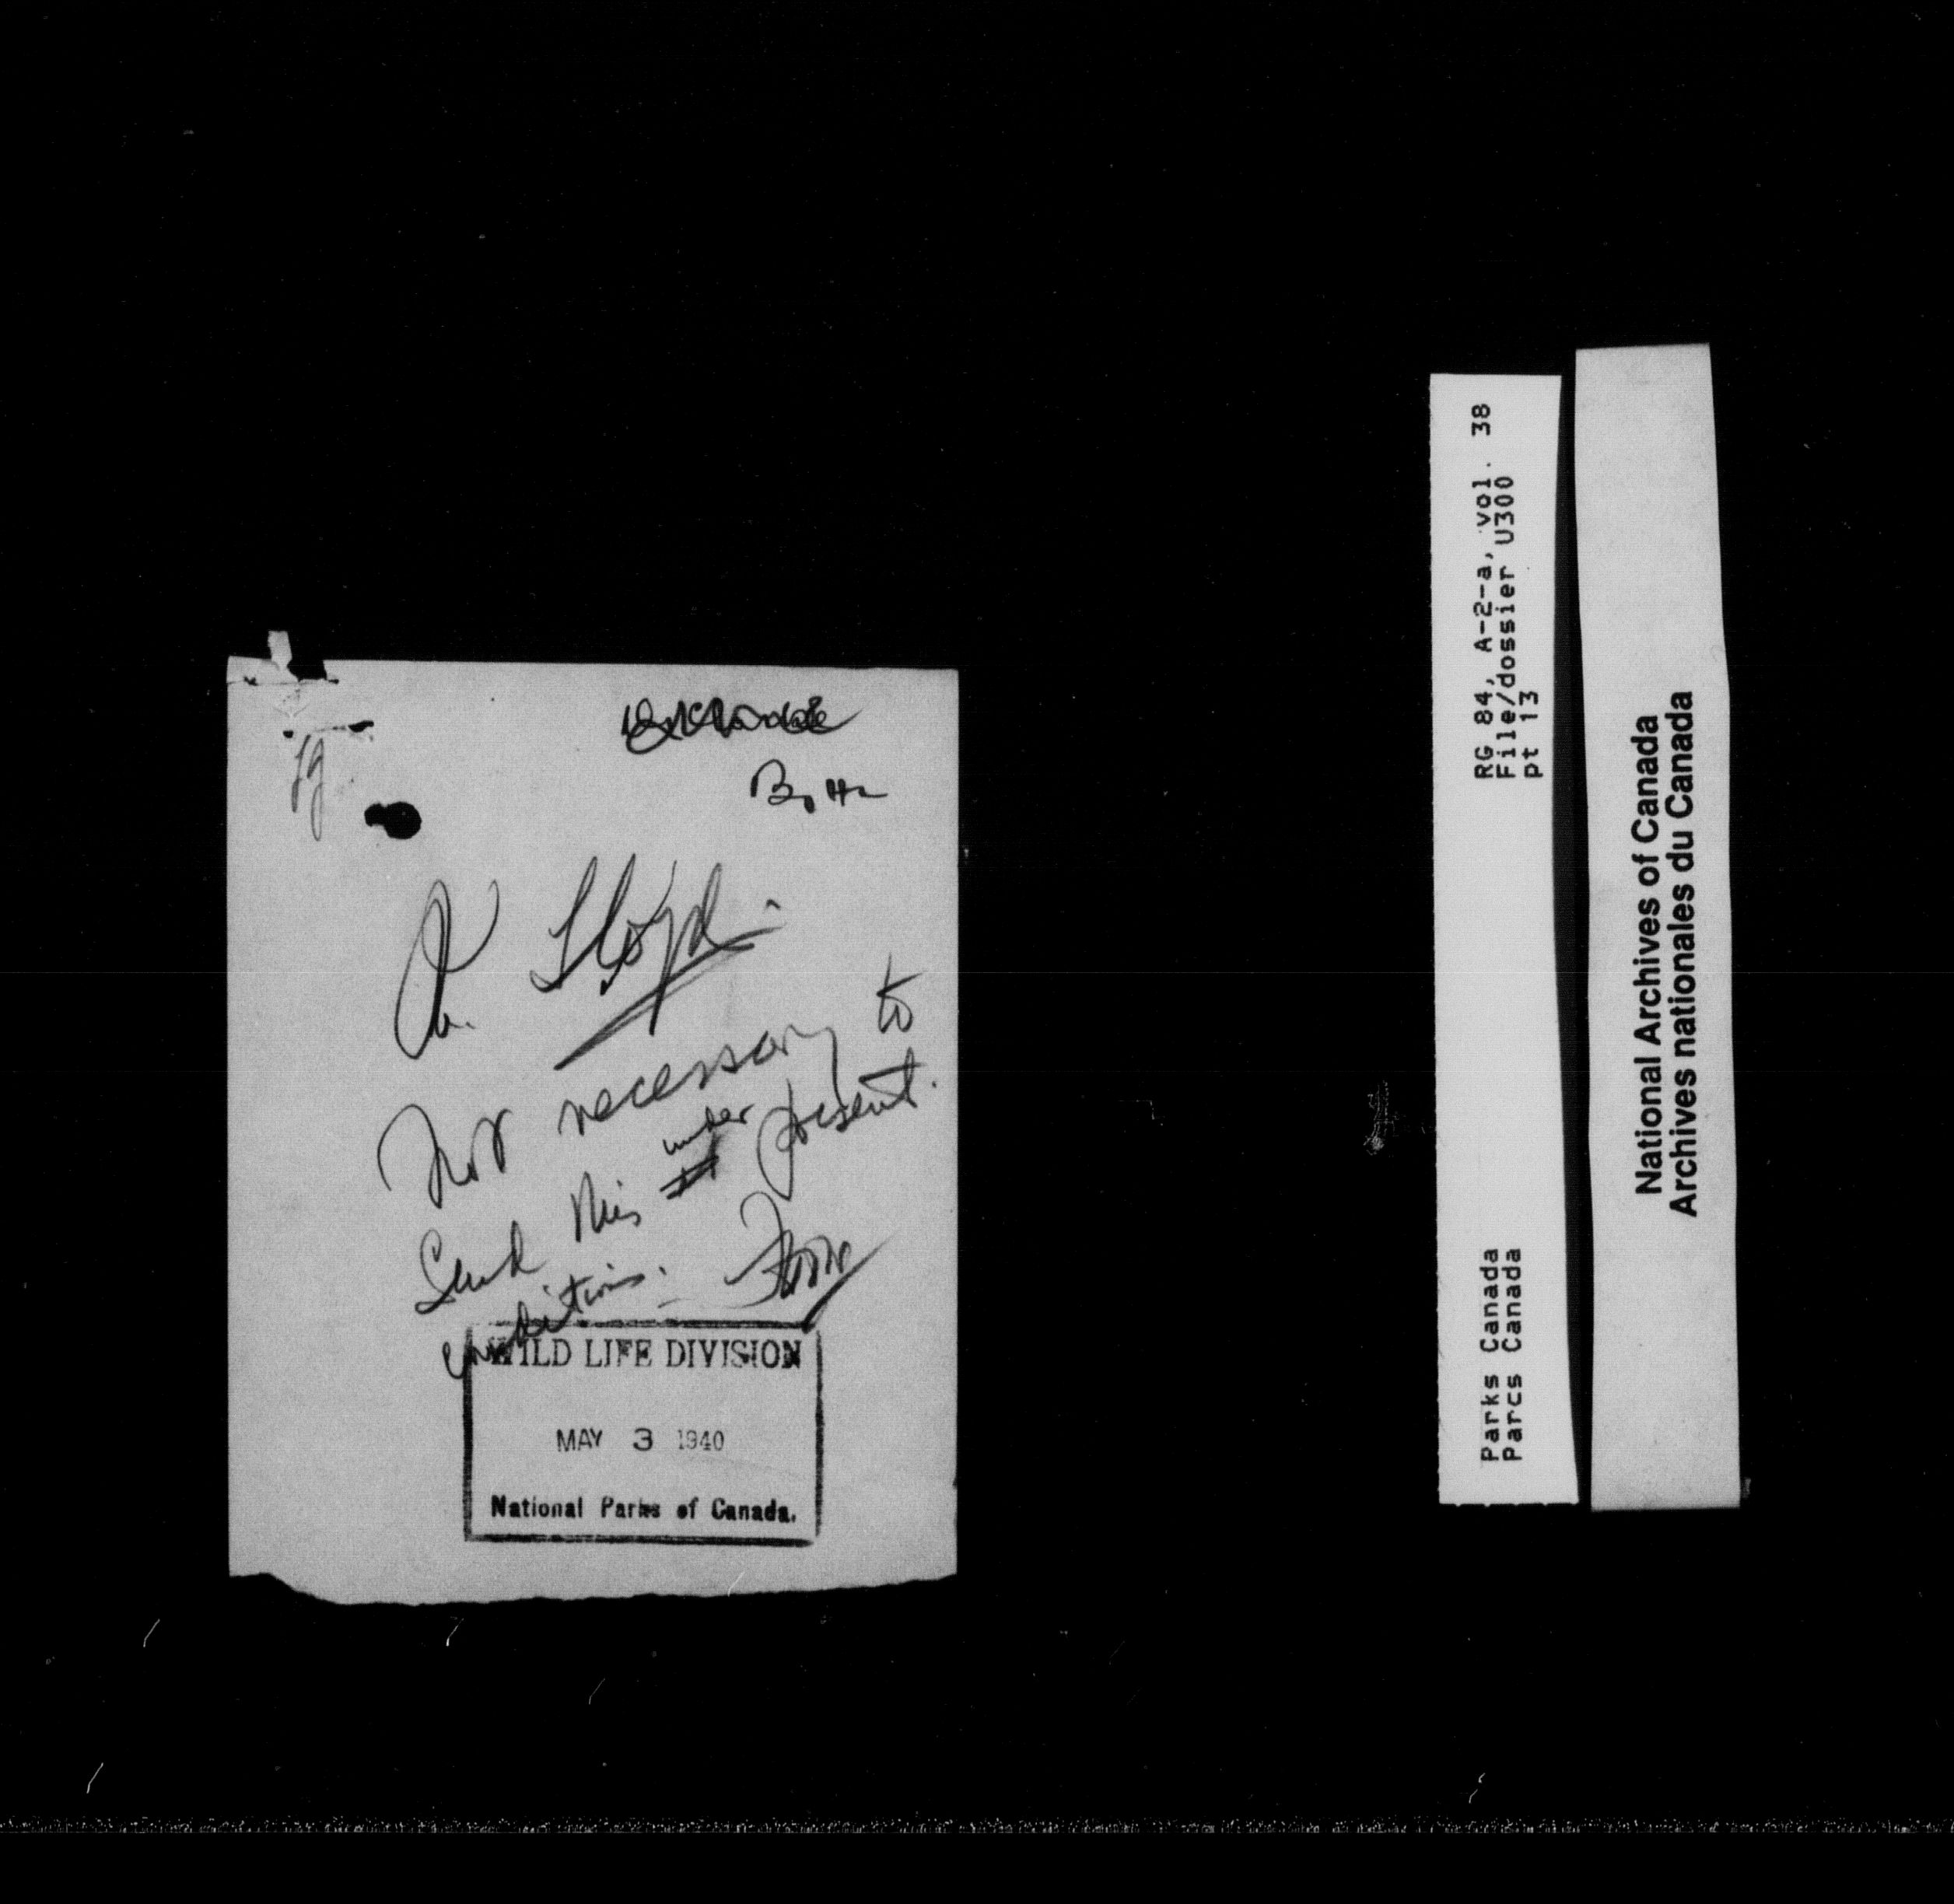 Lloyd.
Not necessary to
send this under present
conditions.
WILD LIFE DIVISION
MAY 3 1940
National Parks of Canada.
RG 84, A-2-a, vol. 38
File/dossier U300
pt 13
Parks Canada
Parcs Canada
National Archives of Canada
Archives nationales du Canada